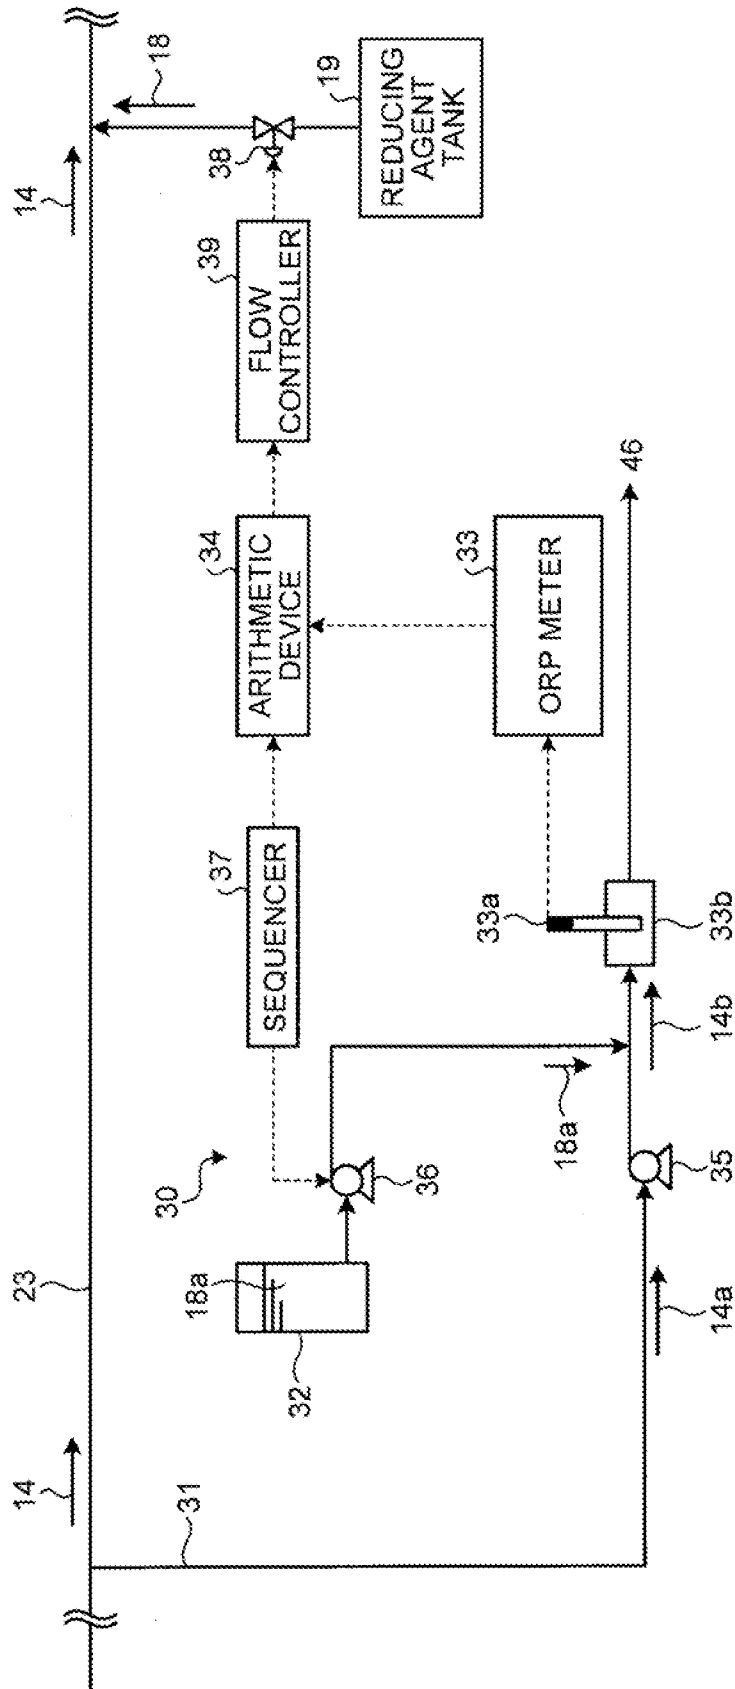 14
23
14
18
31
30
37
34
39
38
19
18a
32
36
SEQUENCER
ARITHMETIC
DEVICE
FLOW
CONTROLLER
REDUCING
AGENT
TANK
33a
33
ORP METER
18a
46
14a
35
14b
33b